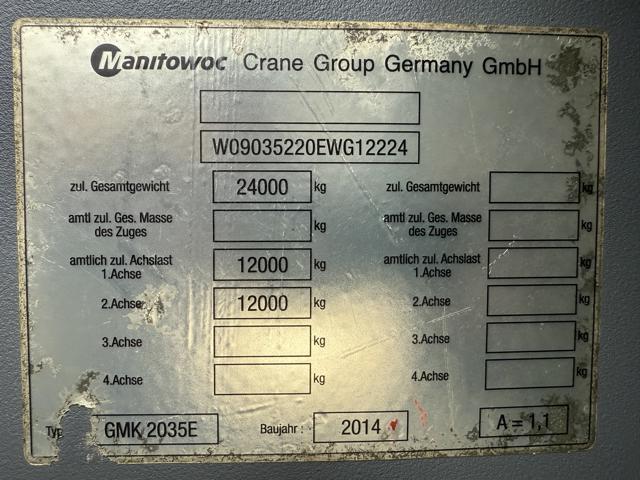 Manitowoc Crane Group Germany GmbH
W09035220EWG12224
zul. Gesamtgewicht 24000 kg zul. Gesamtgewicht kg
amtl zul. Ges. Masse des Zuges kg amtl zul. Ges. Masse des Zuges kg
amtlich zul. Achslast 1.Achse 12000 kg amtlich zul. Achslast 1.Achse kg
2.Achse 12000 kg 2.Achse kg
3.Achse kg 3.Achse kg
4.Achse kg 4.Achse kg
Typ GMK 2035E Baujahr: 2014 A = 1,1